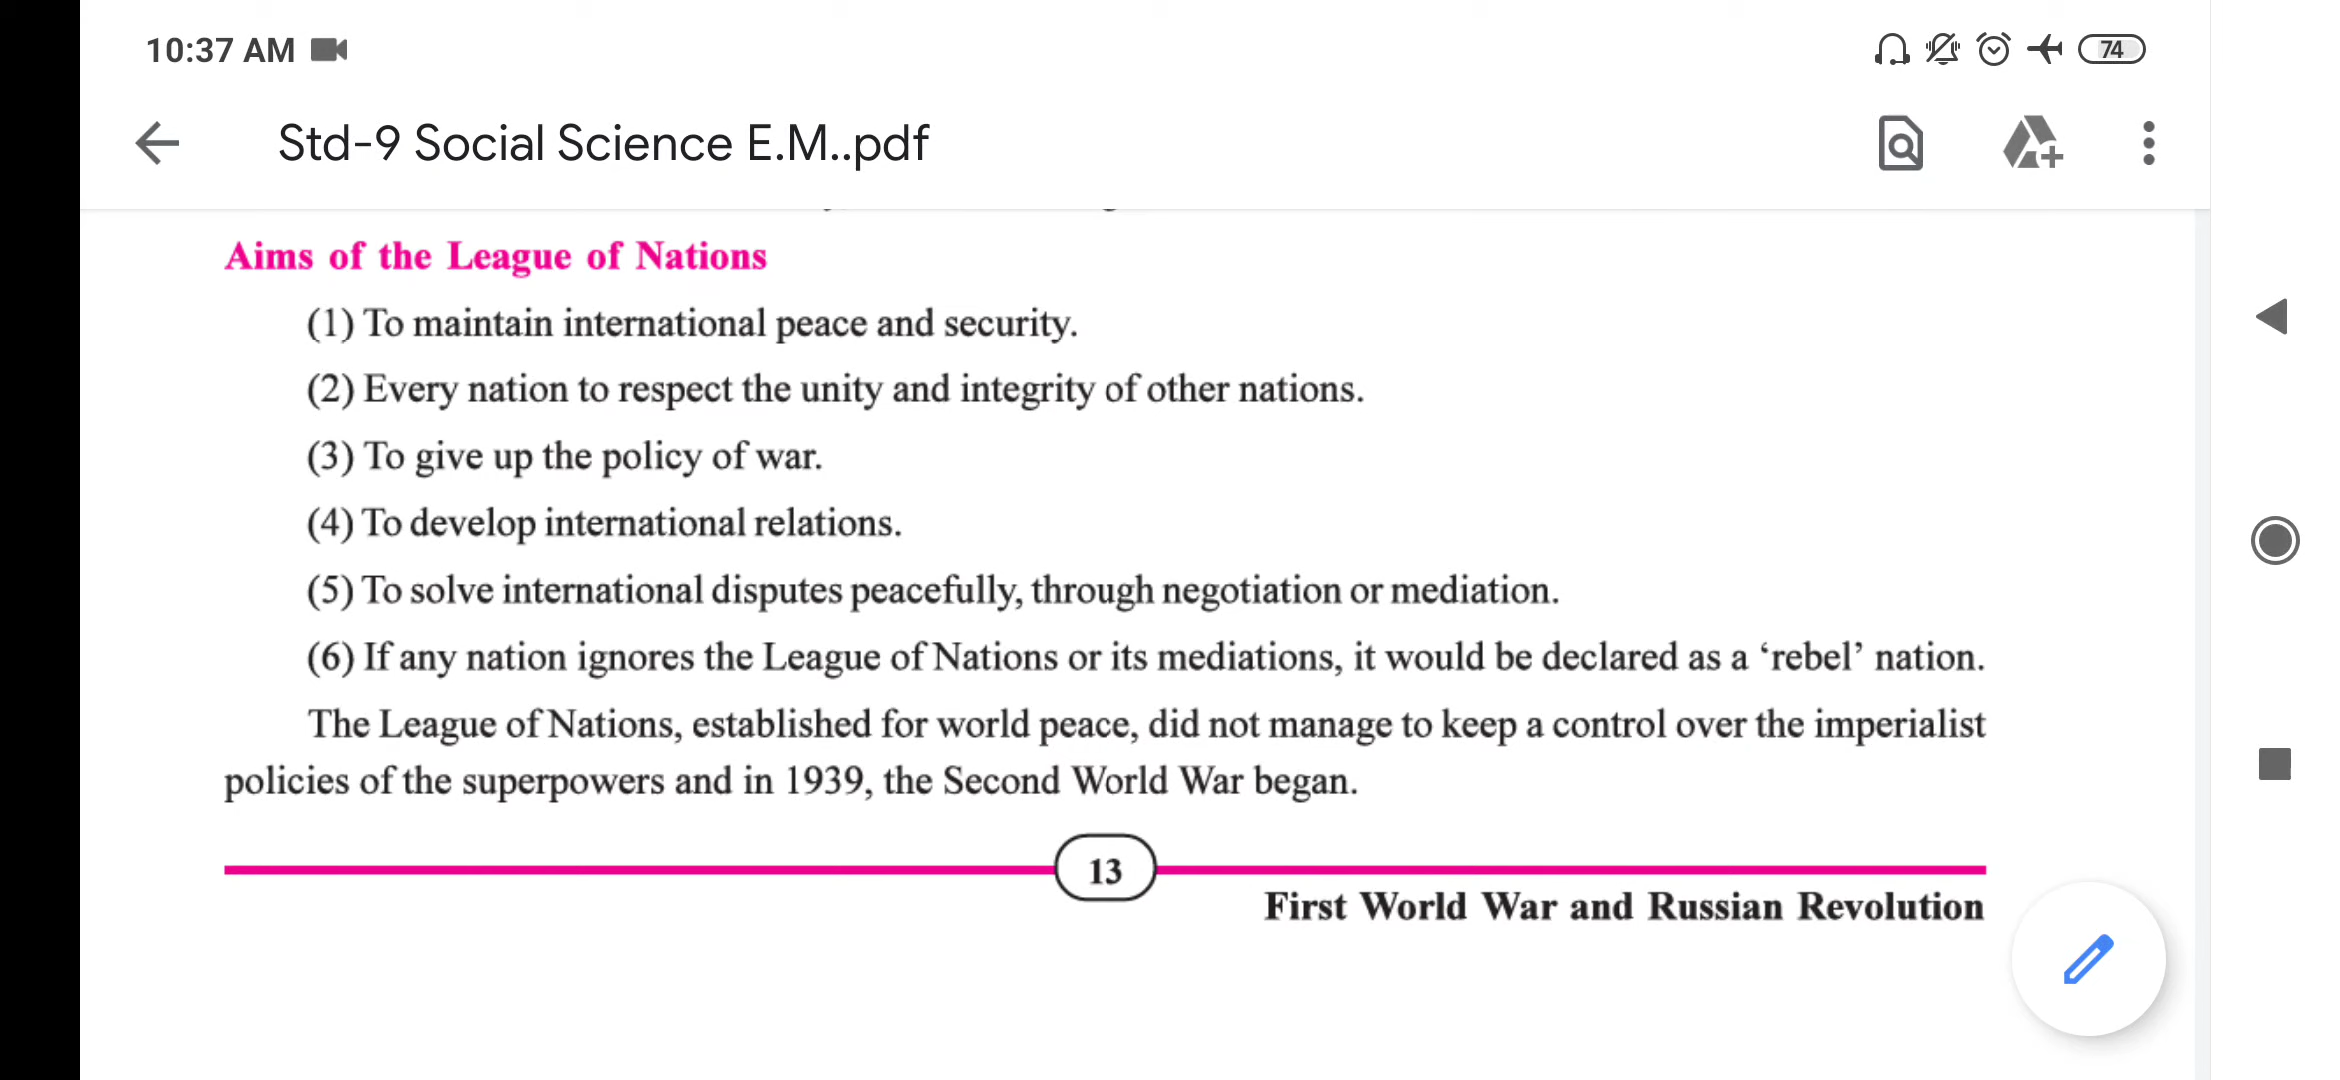 10:37 AM
74
Std-9 Social Science E.M..pdf
Aims of the League of Nations
(1) To maintain international peace and security.
(2) Every nation to respect the unity and integrity of other nations.
(3) To give up the policy of war.
(4) To develop international relations.
(5) To solve international disputes peacefully, through negotiation or mediation.
(6) If any nation ignores the League of Nations or its mediations, it would be declared as a ‘rebel’ nation.
The League of Nations, established for world peace, did not manage to keep a control over the imperialist
policies of the superpowers and in 1939, the Second World War began.
13
First World War and Russian Revolution